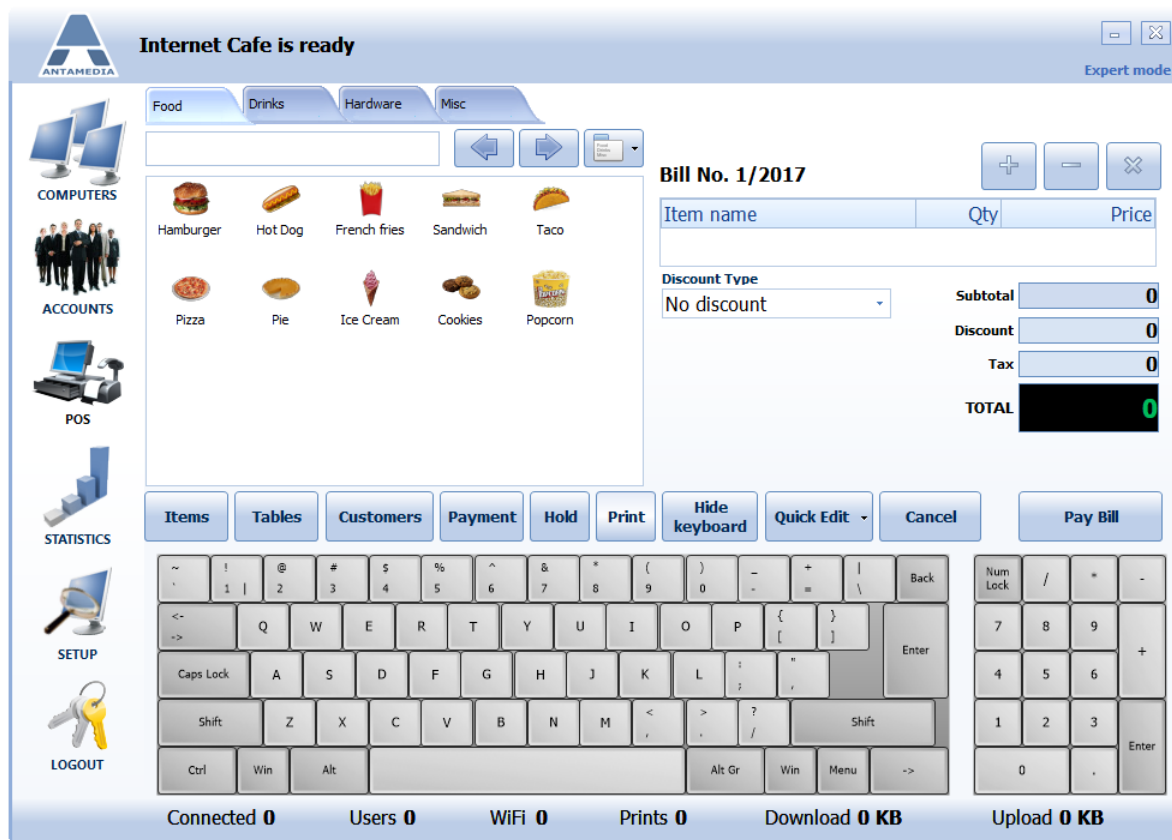 Internet Cafe is ready
ANTAMEDIA
Expert mode
COMPUTERS
ACCOUNTS
POS
STATISTICS
SETUP
LOGOUT
Food Drinks Hardware Misc
Food
Drinks
Misc
Hamburger Hot Dog French fries Sandwich Taco
Pizza Pie Ice Cream Cookies Popcorn
Bill No. 1/2017
Item name Qty Price
Discount Type
No discount
Subtotal 0
Discount 0
Tax 0
TOTAL 0
Items Tables Customers Payment Hold Print Hide keyboard Quick Edit Cancel Pay Bill
~ ! @ # $ % ^ & * ( ) _ + |
` 1 | 2 3 4 5 6 7 8 9 0 - = \ Back
<- Q W E R T Y U I O P { }
-> [ ] Enter
Caps Lock A S D F G H J K L : "
; ,
Shift Z X C V B N M < > ? Shift
, . /
Ctrl Win Alt Alt Gr Win Menu ->
Num Lock / * -
7 8 9 +
4 5 6
1 2 3 Enter
0 .
Connected 0 Users 0 WiFi 0 Prints 0 Download 0 KB Upload 0 KB